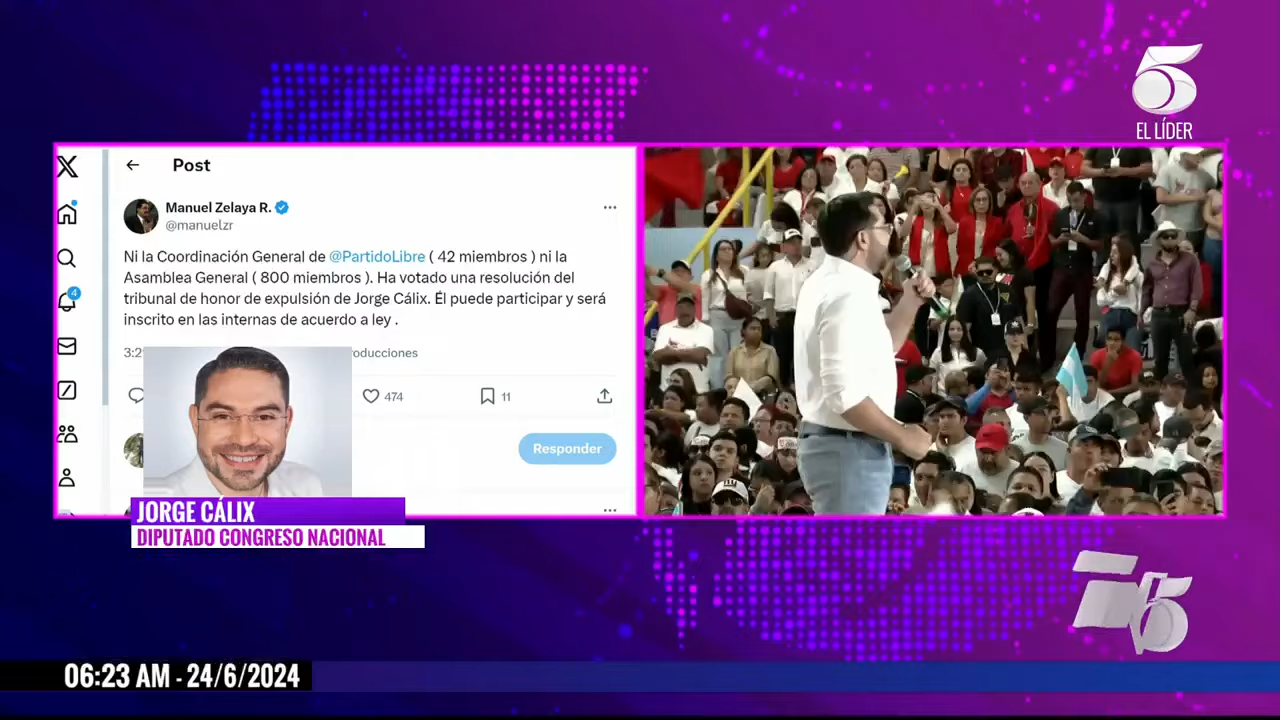 5
EL LÍDER
Post
Manuel Zelaya R.
@manuelzr
Ni la Coordinación General de @PartidoLibre ( 42 miembros ) ni la
Asamblea General ( 800 miembros ). Ha votado una resolución del
tribunal de honor de expulsión de Jorge Cálix. Él puede participar y será
inscrito en las internas de acuerdo a ley .
474
11
4
Responder
JORGE CÁLIX
DIPUTADO CONGRESO NACIONAL
06:23 AM - 24/6/2024